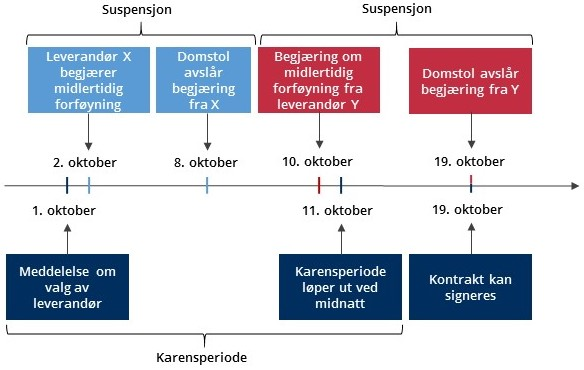 Suspensjon
Suspensjon
Leverandør X
begjærer
midlertidig
forføyning
Domstol
avslår
begjæring
fra X
Begjæring om
midlertidig
forføyning fra
leverandør Y
Domstol avslår
begjæring fra Y
2. oktober
8. oktober
10. oktober
19. oktober
1. oktober
11. oktober
19. oktober
Meddelelse om
valg av
leverandør
Karensperiode
løper ut ved
midnatt
Kontrakt kan
signeres
Karensperiode